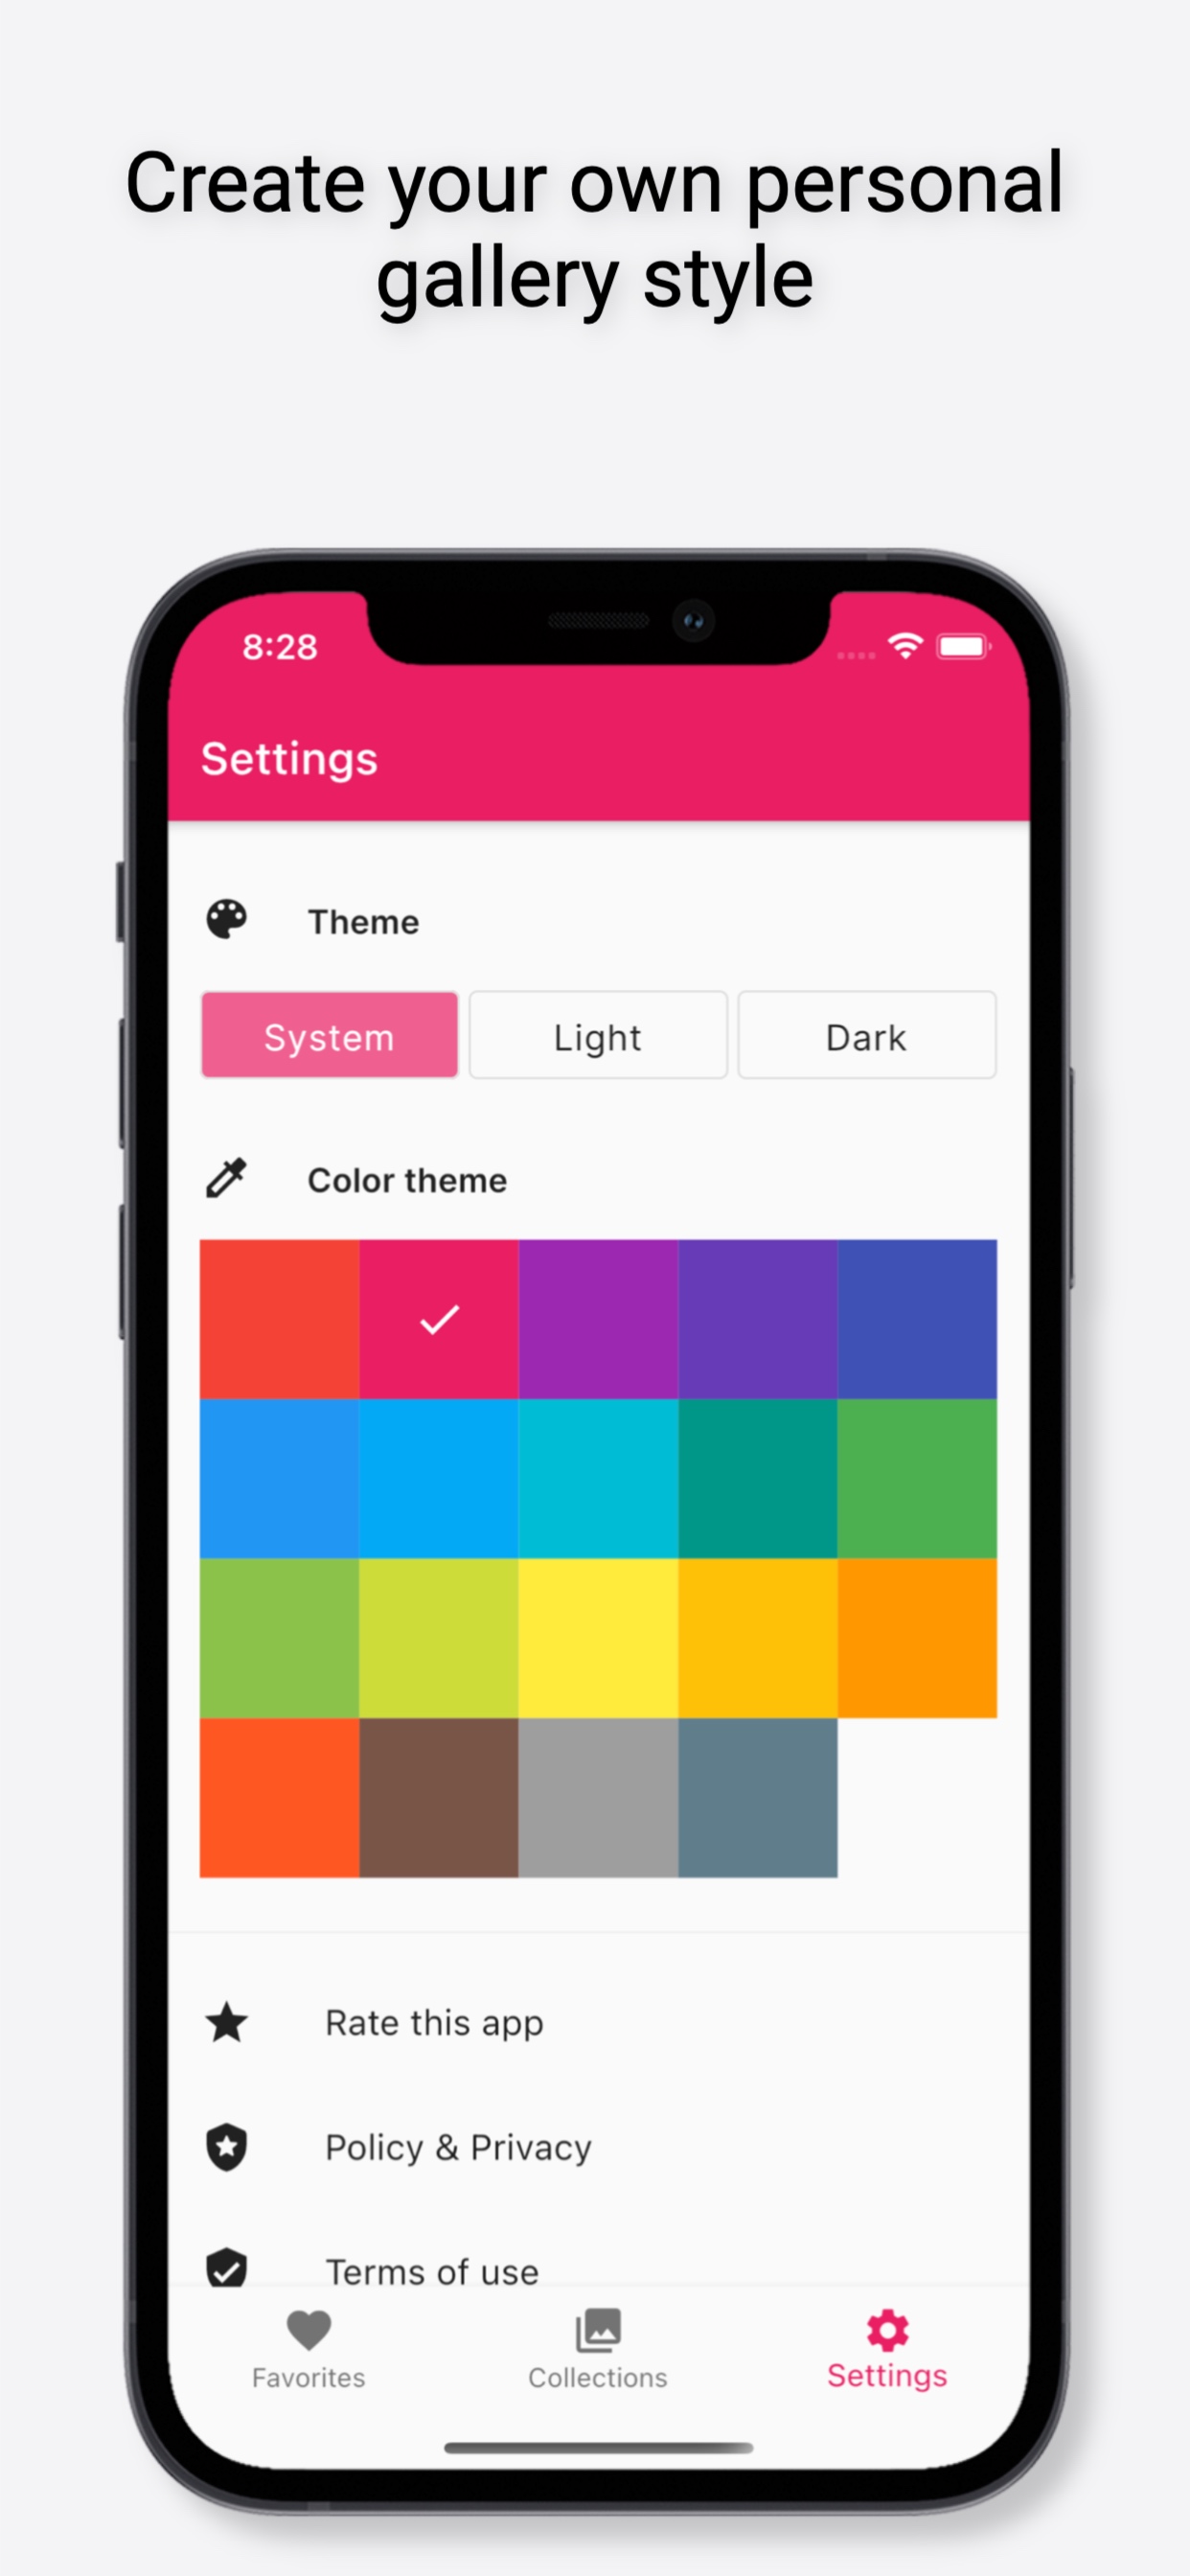 Create your own personal
gallery style
8:28
Settings
Theme
System Light Dark
Color theme
Rate this app
Policy & Privacy
Terms of use
Favorites Collections Settings